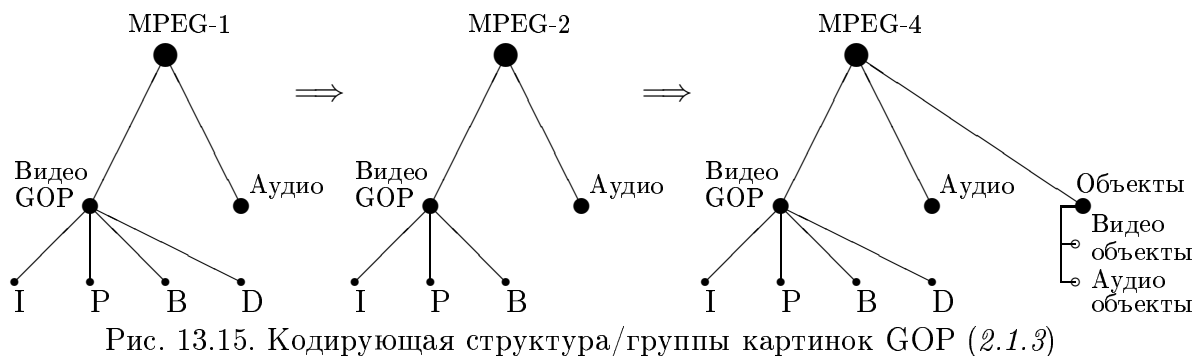 MPEG-1
MPEG-2
MPEG-4
⟹
⟹
Видео
GOP
Аудио
Видео
GOP
Аудио
Видео
GOP
Аудио
Объекты
Видео
объекты
Аудио
объекты
I P B D
I P B
I P B D
Рис. 13.15. Кодирующая структура/группы картинок GOP (2.1.3)